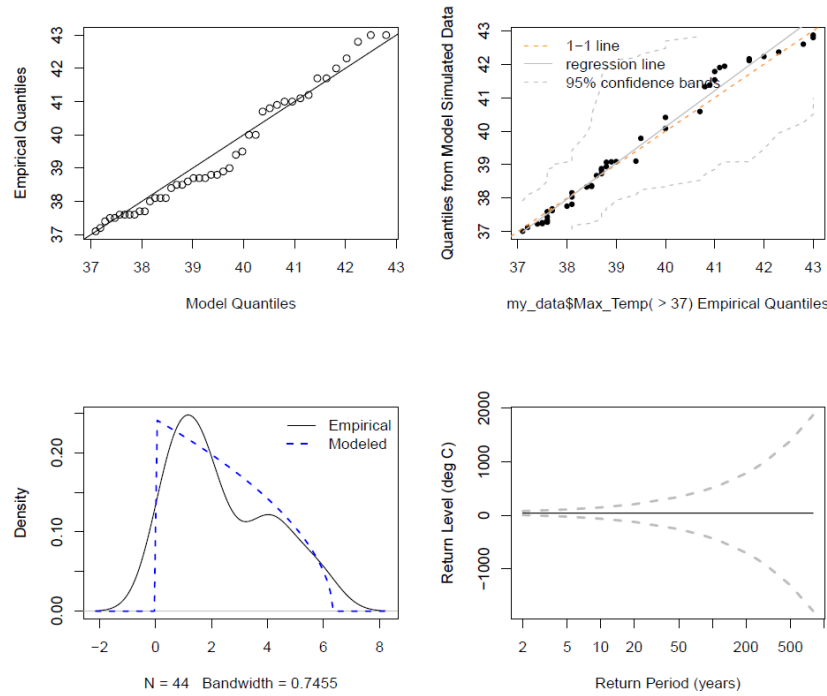 Empirical Quantiles
37 38 39 40 41 42 43
37 38 39 40 41 42 43
Model Quantiles
Quantiles from Model Simulated Data
37 38 39 40 41 42 43
1−1 line
regression line
95% confidence bands
37 38 39 40 41 42 43
my_data$Max_Temp( > 37) Empirical Quantiles
Density
0.00 0.10 0.20
Empirical
Modeled
−2 0 2 4 6 8
N = 44 Bandwidth = 0.7455
Return Level (deg C)
−1000 0 1000 2000
2 5 10 20 50 200 500
Return Period (years)